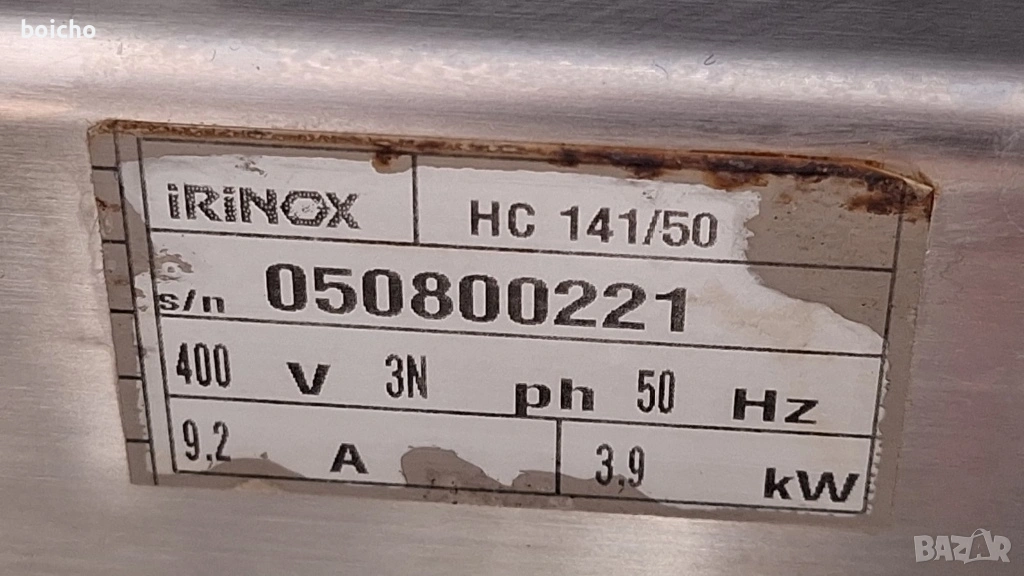 boicho
iRiNOX HC 141/50
s/n 050800221
400 V 3N ph 50 Hz
9,2 A 3,9 kW
BAZAR